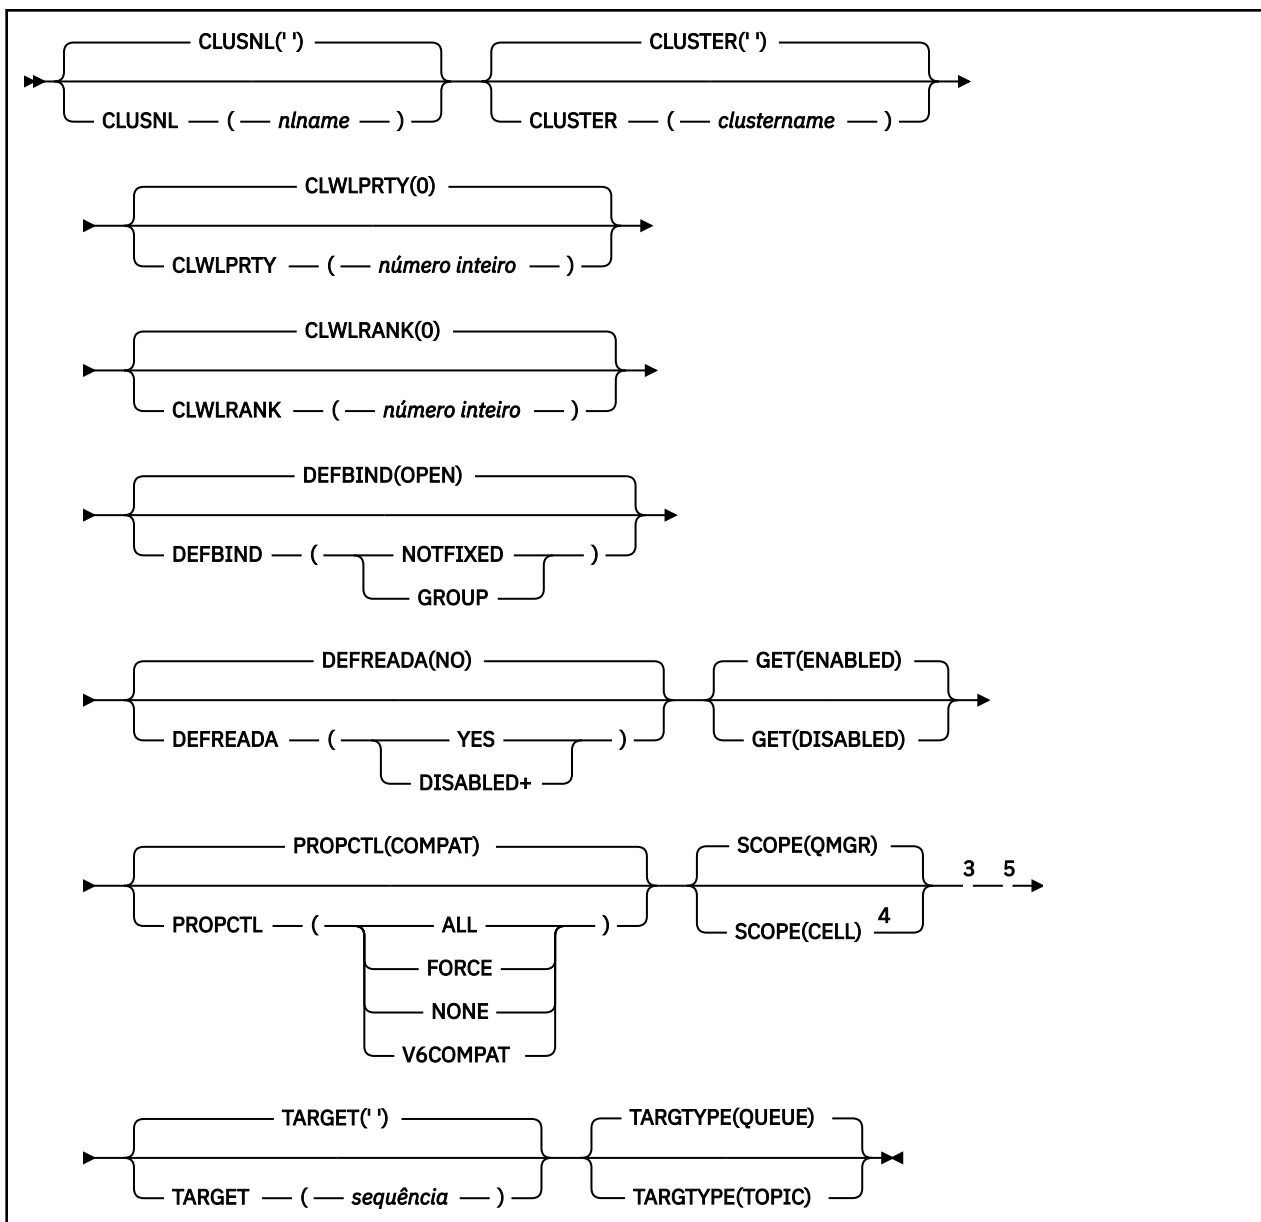 CLUSNL(' ') CLUSTER(' ')
CLUSNL ( nlname ) CLUSTER ( clustername )
CLWLPRTY(0)
CLWLPRTY ( número inteiro )
CLWLRANK(0)
CLWLRANK ( número inteiro )
DEFBIND(OPEN)
DEFBIND ( NOTFIXED )
GROUP
DEFREADA(NO) GET(ENABLED)
DEFREADA ( YES ) GET(DISABLED)
DISABLED+
PROPCTL(COMPAT) SCOPE(QMGR)
3 5
PROPCTL ( ALL ) SCOPE(CELL) 4
FORCE
NONE
V6COMPAT
TARGET(' ') TARGTYPE(QUEUE)
TARGET ( sequência ) TARGTYPE(TOPIC)